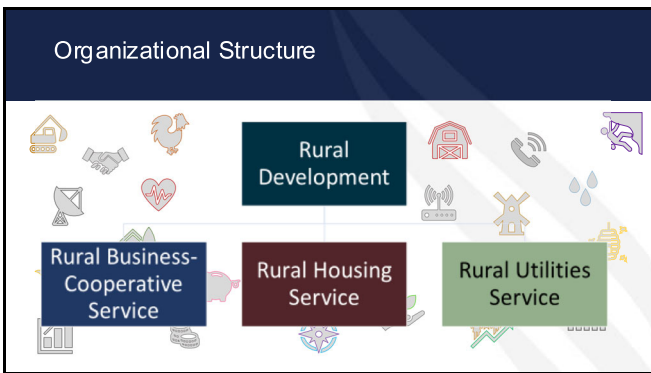 Organizational Structure
Rural
Development
Rural Business-
Cooperative
Service
Rural Housing
Service
Rural Utilities
Service